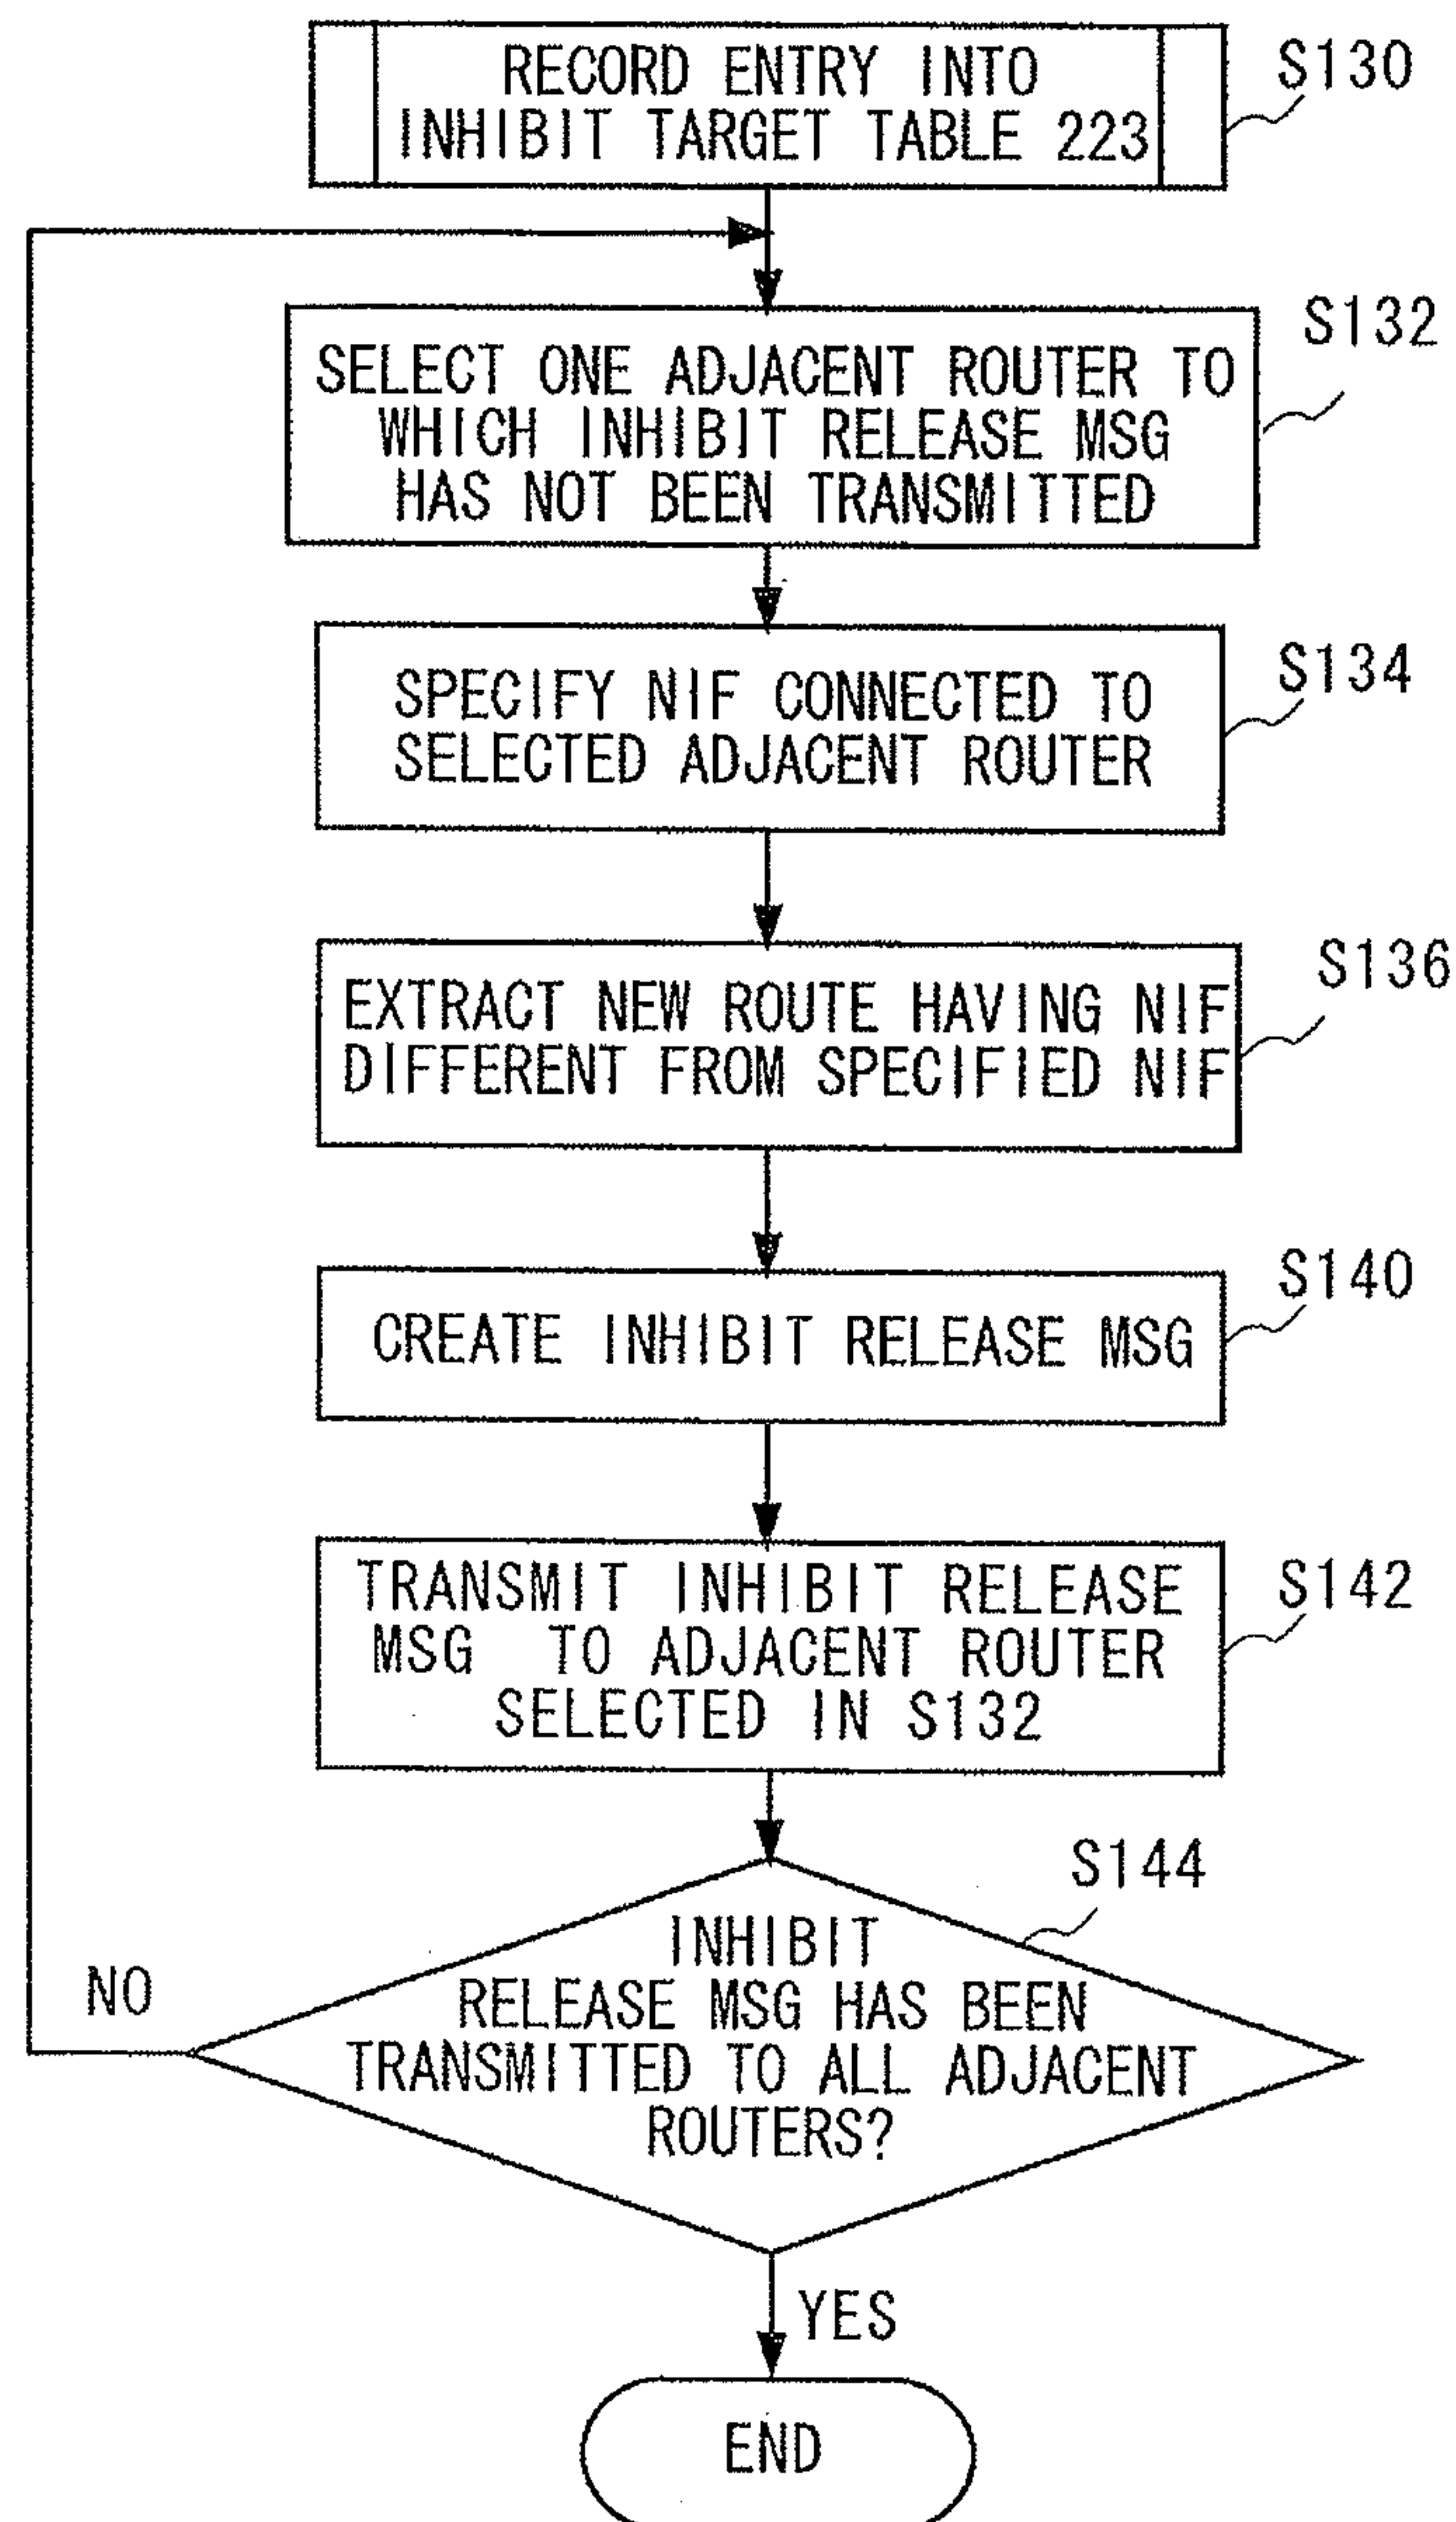 RECORD ENTRY INTO
INHIBIT TARGET TABLE 223
S130
SELECT ONE ADJACENT ROUTER TO
WHICH INHIBIT RELEASE MSG
HAS NOT BEEN TRANSMITTED
S132
SPECIFY NIF CONNECTED TO
SELECTED ADJACENT ROUTER
S134
EXTRACT NEW ROUTE HAVING NIF
DIFFERENT FROM SPECIFIED NIF
S136
CREATE INHIBIT RELEASE MSG
S140
TRANSMIT INHIBIT RELEASE
MSG TO ADJACENT ROUTER
SELECTED IN S132
S142
S144
INHIBIT
RELEASE MSG HAS BEEN
TRANSMITTED TO ALL ADJACENT
ROUTERS?
NO
YES
END